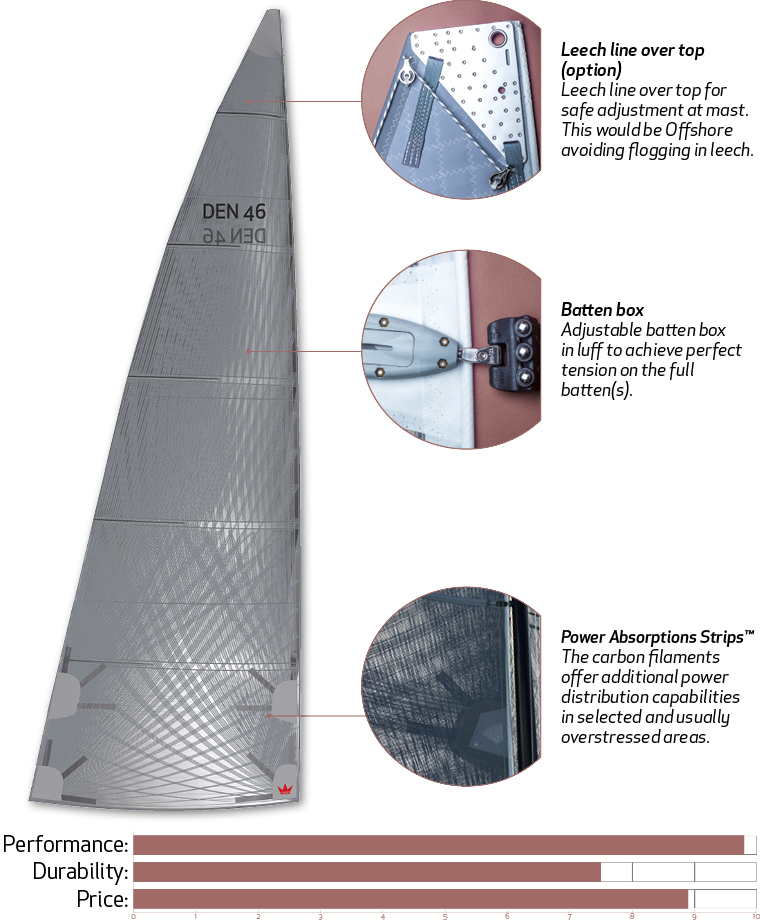 Leech line over top
(option)
Leech line over top for
safe adjustment at mast.
This would be Offshore
avoiding flogging in leech.
DEN 46
DEN 46
Batten box
Adjustable batten box
in luff to achieve perfect
tension on the full
batten(s).
Power Absorptions Strips™
The carbon filaments
offer additional power
distribution capabilities
in selected and usually
overstressed areas.
Performance:
Durability:
Price:
0 1 2 3 4 5 6 7 8 9 10